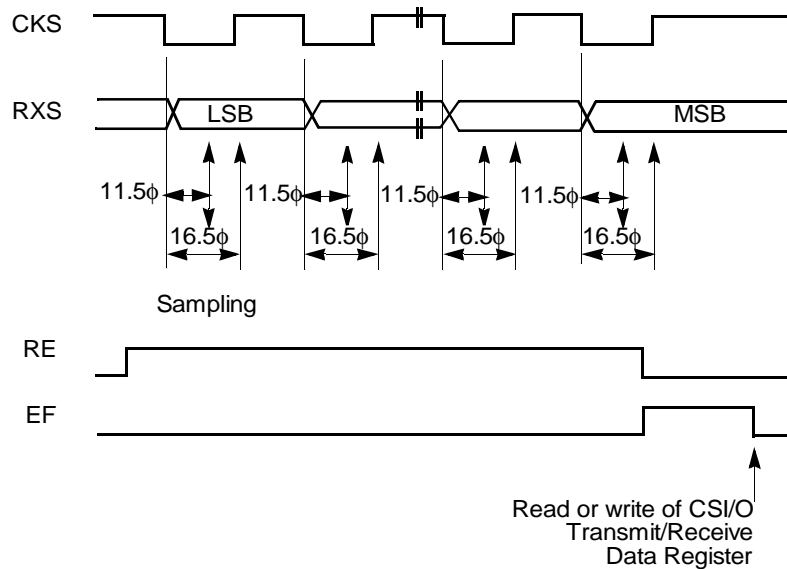 CKS
RXS
LSB
MSB
11.5ϕ
11.5ϕ
11.5ϕ
11.5ϕ
16.5ϕ
16.5ϕ
16.5ϕ
16.5ϕ
Sampling
RE
EF
Read or write of CSI/O
Transmit/Receive
Data Register